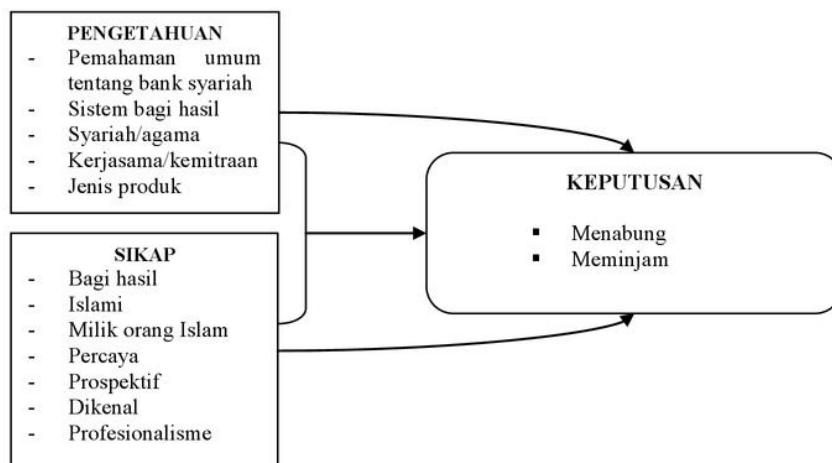 PENGETAHUAN
- Pemahaman umum
tentang bank syariah
- Sistem bagi hasil
- Syariah/agama
- Kerjasama/kemitraan
- Jenis produk
SIKAP
- Bagi hasil
- Islami
- Milik orang Islam
- Percaya
- Prospektif
- Dikenal
- Profesionalisme
KEPUTUSAN
▪ Menabung
▪ Meminjam